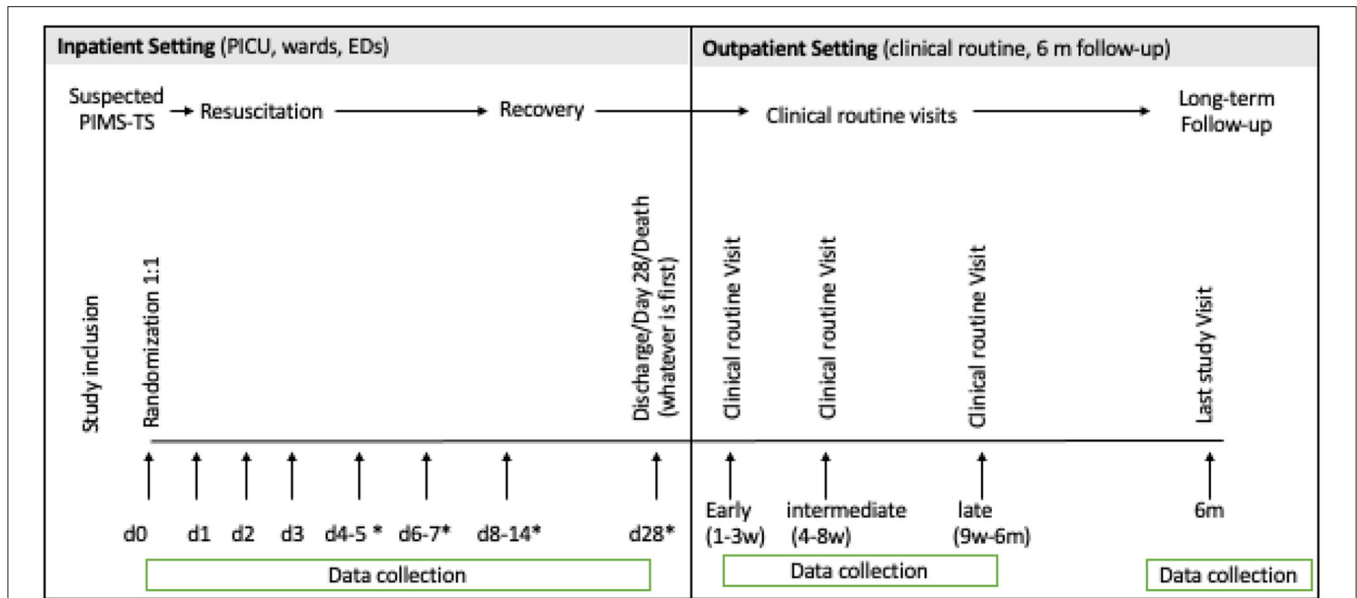 Inpatient Setting (PICU, wards, EDs)
Outpatient Setting (clinical routine, 6 m follow-up)
Suspected
PIMS-TS
Resuscitation
Recovery
Clinical routine visits
Long-term
Follow-up
Study inclusion
Randomization 1:1
Discharge/Day 28/Death
(whatever is first)
Clinical routine Visit
Clinical routine Visit
Clinical routine Visit
Last study Visit
d0
d1
d2
d3
d4-5 *
d6-7*
d8-14*
d28*
Early
(1-3w)
intermediate
(4-8w)
late
(9w-6m)
6m
Data collection
Data collection
Data collection